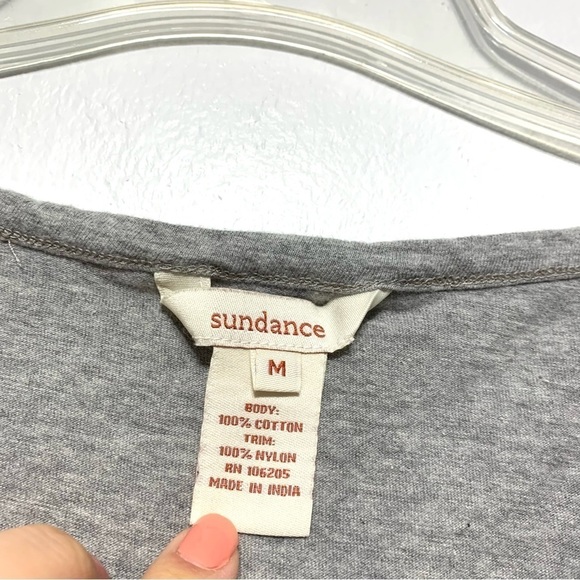 sundance
M
BODY:
100% COTTON
TRIM:
100% NYLON
RN 106205
MADE IN INDIA